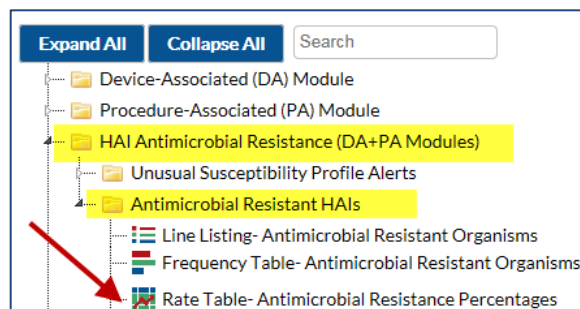 Expand All Collapse All Search
Device-Associated (DA) Module
Procedure-Associated (PA) Module
HAI Antimicrobial Resistance (DA+PA Modules)
Unusual Susceptibility Profile Alerts
Antimicrobial Resistant HAIs
Line Listing- Antimicrobial Resistant Organisms
Frequency Table- Antimicrobial Resistant Organisms
Rate Table- Antimicrobial Resistance Percentages